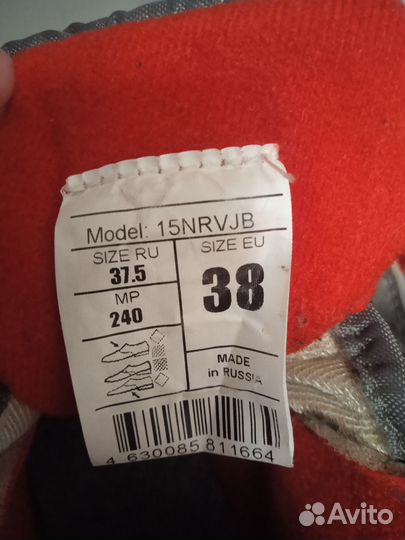 Model: 15NRVJB
SIZE RU
37.5
MP
240
SIZE EU
38
MADE
in RUSSIA
4 630085 811664
Avito